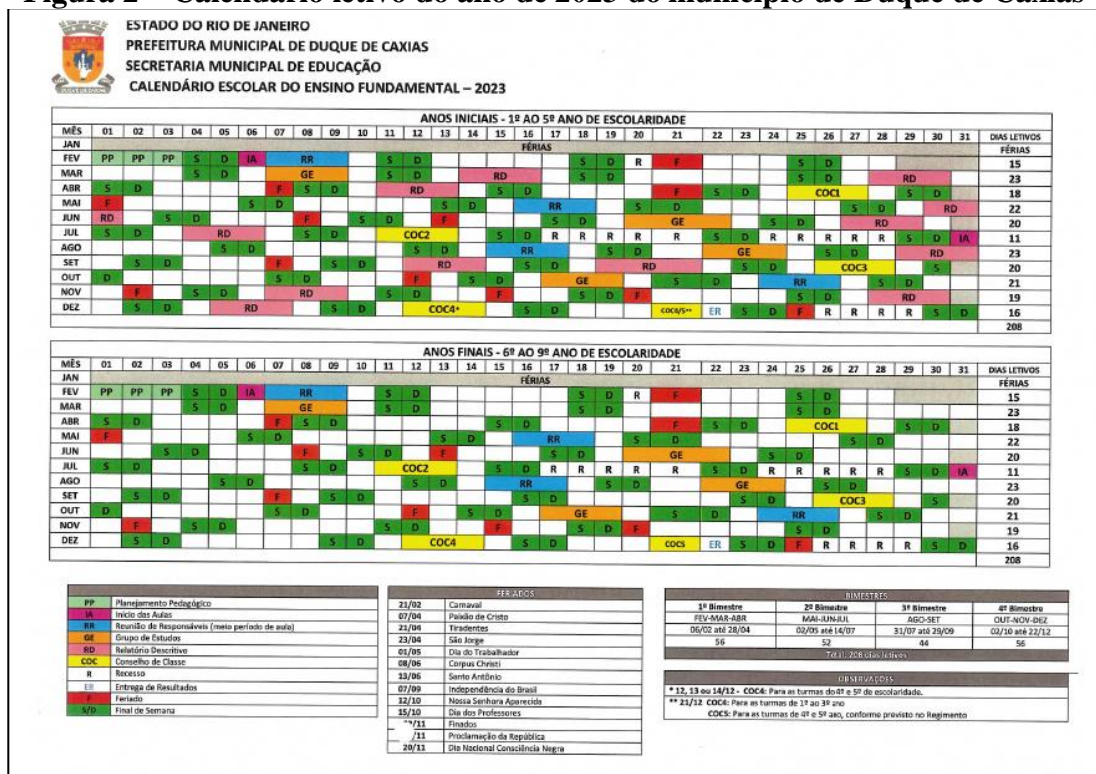 Figura 2 – Calendário letivo do ano de 2023 do município de Duque de Caxias
ESTADO DO RIO DE JANEIRO
PREFEITURA MUNICIPAL DE DUQUE DE CAXIAS
SECRETARIA MUNICIPAL DE EDUCAÇÃO
CALENDÁRIO ESCOLAR DO ENSINO FUNDAMENTAL – 2023
ANOS INICIAIS - 1º AO 5º ANO DE ESCOLARIDADE
MÊS 01 02 03 04 05 06 07 08 09 10 11 12 13 14 15 16 17 18 19 20 21 22 23 24 25 26 27 28 29 30 31 DIAS LETIVOS
JAN FÉRIAS FÉRIAS
FEV PP PP PP S D IA RR S D S D R F S D 15
MAR S D GE S D RD S D S D RD 23
ABR S D F S D RD S D F S D COC1 S D 18
MAI F S D S D RR S D S D RD 22
JUN RD S D F S D F S D GE S D RD 20
JUL S D RD S D COC2 S D R R R R R S D R R R R R S D IA 11
AGO S D S D RR S D GE S D RD 23
SET S D F S D RD S D RD S D COC3 S 20
OUT D S D F S D GE S D RR S D 21
NOV F S D RD S D F S D F S D RD 19
DEZ S D RD S D COC4* S D COC4/5** ER S D F R R R R S D 16
208
ANOS FINAIS - 6º AO 9º ANO DE ESCOLARIDADE
MÊS 01 02 03 04 05 06 07 08 09 10 11 12 13 14 15 16 17 18 19 20 21 22 23 24 25 26 27 28 29 30 31 DIAS LETIVOS
JAN FÉRIAS FÉRIAS
FEV PP PP PP S D IA RR S D S D R F S D 15
MAR S D GE S D S D S D 23
ABR S D F S D S D F S D COC1 S D 18
MAI F S D S D RR S D S D 22
JUN S D F S D F S D GE S D 20
JUL S D S D COC2 S D R R R R R S D R R R R R S D IA 11
AGO S D S D RR S D GE S D 23
SET S D F S D S D S D COC3 S 20
OUT D S D F S D GE S D RR S D 21
NOV F S D S D F S D F S D 19
DEZ S D S D COC4 S D COC5 ER S D F R R R R S D 16
208
PP Planejamento Pedagógico
IA Início das Aulas
RR Reunião de Responsáveis (meio período de aula)
GE Grupo de Estudos
RD Relatório Descritivo
COC Conselho de Classe
R Recesso
ER Entrega de Resultados
F Feriado
S/D Final de Semana
FERIADOS
21/02 Carnaval
07/04 Paixão de Cristo
21/04 Tiradentes
23/04 São Jorge
01/05 Dia do Trabalhador
08/06 Corpus Christi
13/06 Santo Antônio
07/09 Independência do Brasil
12/10 Nossa Senhora Aparecida
15/10 Dia dos Professores
/11 Finados
/11 Proclamação da República
20/11 Dia Nacional Consciência Negra
BIMESTRES
1º Bimestre 2º Bimestre 3º Bimestre 4º Bimestre
FEV-MAR-ABR MAI-JUN-JUL AGO-SET OUT-NOV-DEZ
06/02 até 28/04 02/05 até 14/07 31/07 até 29/09 02/10 até 22/12
56 52 44 56
Total: 208 dias letivos
OBSERVAÇÕES
* 12, 13 ou 14/12 - COC4: Para as turmas do 4º e 5º de escolaridade.
** 21/12 COC4: Para as turmas de 1º ao 3º ano
COC5: Para as turmas de 4º e 5º ano, conforme previsto no Regimento